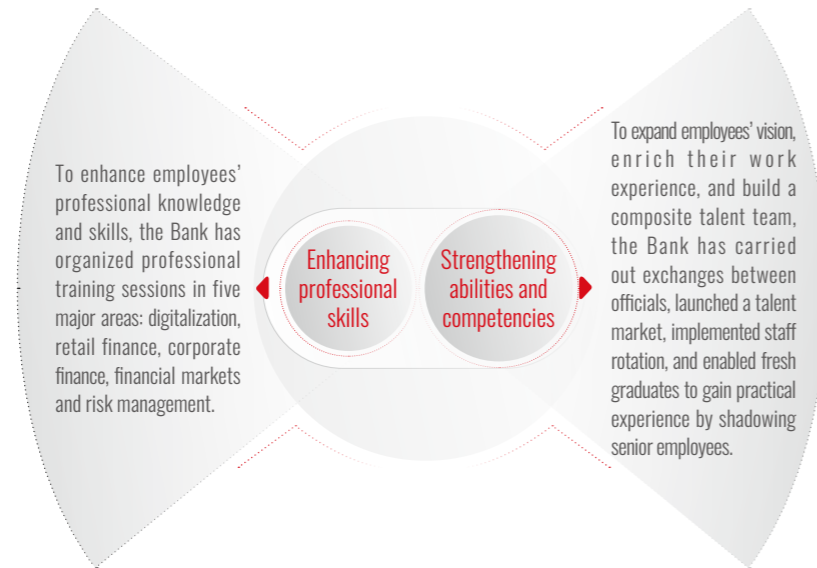 To enhance employees’
professional knowledge
and skills, the Bank has
organized professional
training sessions in five
major areas: digitalization,
retail finance, corporate
finance, financial markets
and risk management.
Enhancing
professional
skills
Strengthening
abilities and
competencies
To expand employees’ vision,
enrich their work
experience, and build a
composite talent team,
the Bank has carried
out exchanges between
officials, launched a talent
market, implemented staff
rotation, and enabled fresh
graduates to gain practical
experience by shadowing
senior employees.